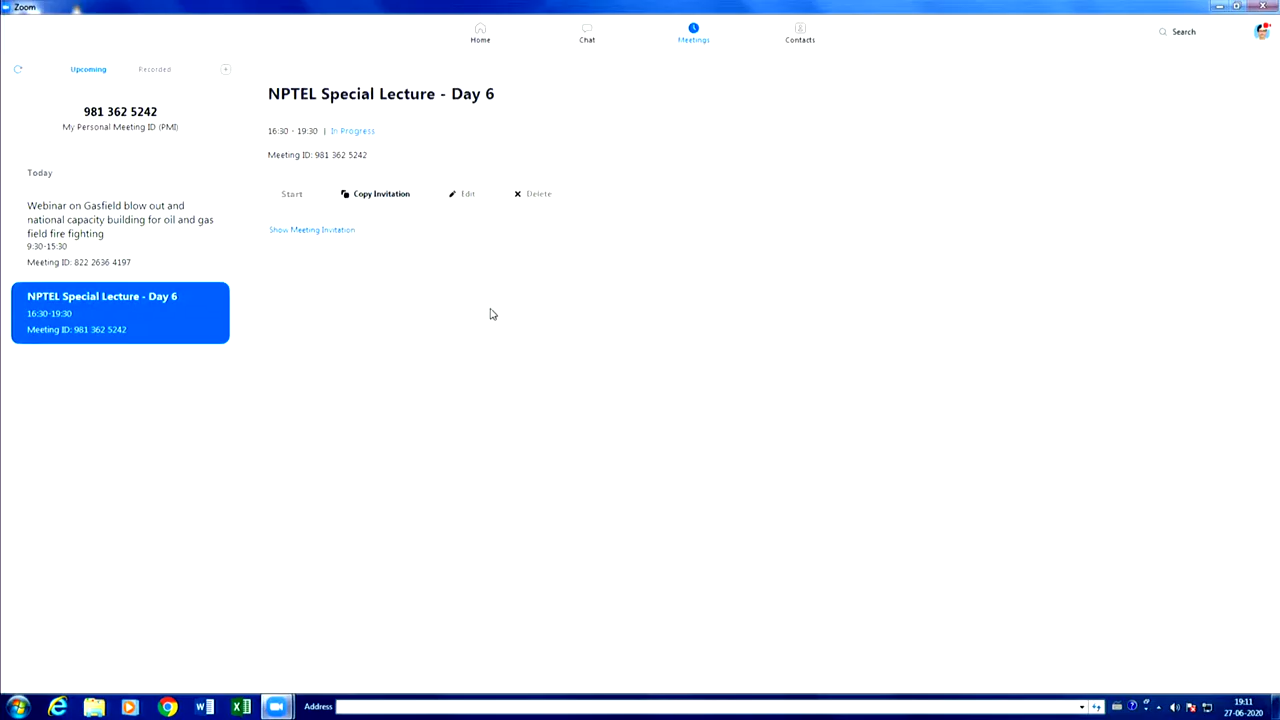 Zoom
Home
Chat
Meetings
Contacts
Search
Upcoming
Recorded
981 362 5242
My Personal Meeting ID (PMI)
Today
Webinar on Gasfield blow out and
national capacity building for oil and gas
field fire fighting
9:30-15:30
Meeting ID: 822 2636 4197
NPTEL Special Lecture - Day 6
16:30-19:30
Meeting ID: 981 362 5242
NPTEL Special Lecture - Day 6
16:30 - 19:30 | In Progress
Meeting ID: 981 362 5242
Start
Copy Invitation
Edit
Delete
Show Meeting Invitation
Address
19:11
27-06-2020